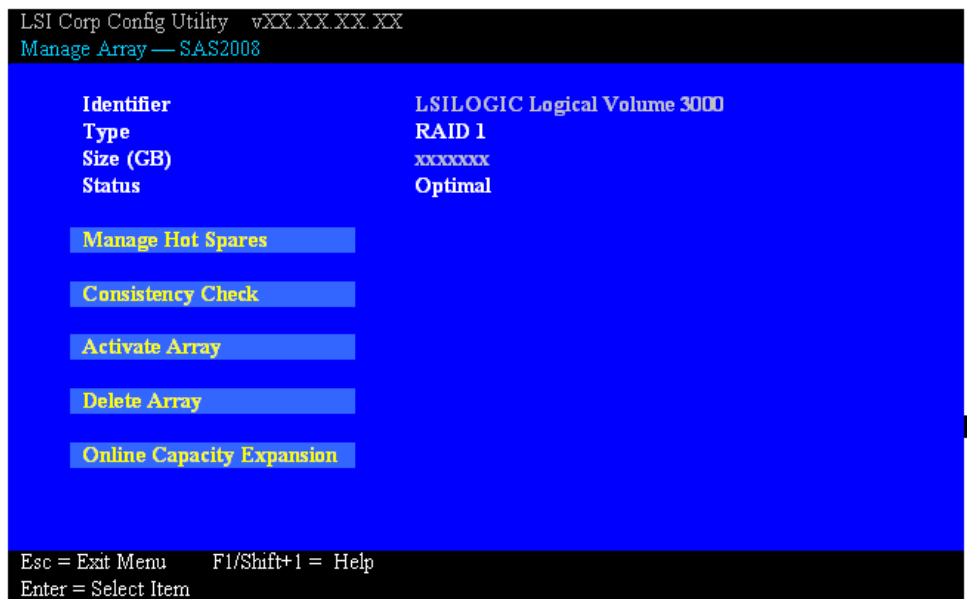 LSI Corp Config Utility vXX.XX.XX.XX
Manage Array — SAS2008
Identifier LSILOGIC Logical Volume 3000
Type RAID 1
Size (GB) xxxxxxx
Status Optimal
Manage Hot Spares
Consistency Check
Activate Array
Delete Array
Online Capacity Expansion
Esc = Exit Menu F1/Shift+1 = Help
Enter = Select Item